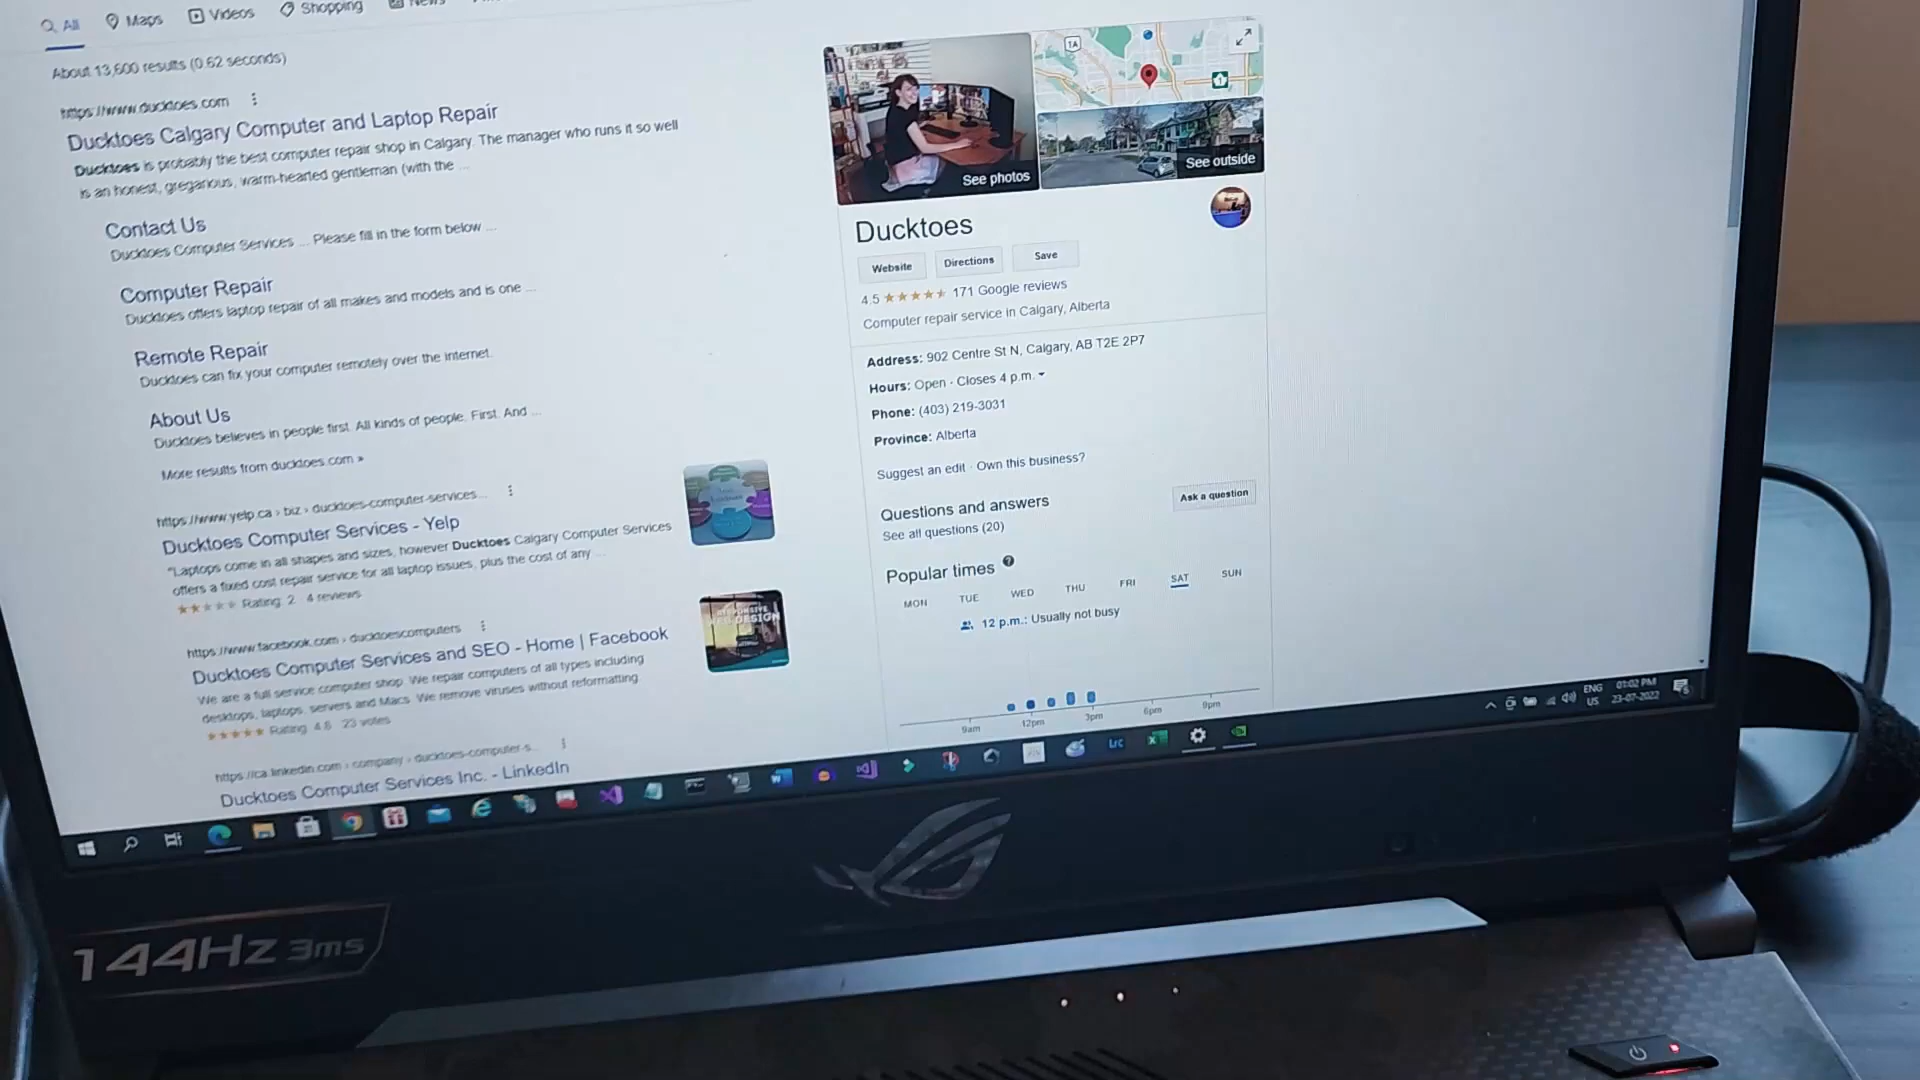 All
Maps
Videos
Shopping
News
About 13,600 results (0.62 seconds)
https://www.ducktoes.com
Ducktoes Calgary Computer and Laptop Repair
Ducktoes is probably the best computer repair shop in Calgary. The manager who runs it so well
is an honest, gregarious, warm-hearted gentleman (with the ...
Contact Us
Ducktoes Computer Services ... Please fill in the form below ...
Computer Repair
Ducktoes offers laptop repair of all makes and models and is one ...
Remote Repair
Ducktoes can fix your computer remotely over the internet.
About Us
Ducktoes believes in people first. All kinds of people. First. And ...
More results from ducktoes.com »
https://www.yelp.ca › biz › ducktoes-computer-services...
Ducktoes Computer Services - Yelp
"Laptops come in all shapes and sizes, however Ducktoes Calgary Computer Services
offers a fixed cost repair service for all laptop issues, plus the cost of any ...
Rating: 2 · 4 reviews
https://www.facebook.com › ducktoescomputers
Ducktoes Computer Services and SEO - Home | Facebook
We are a full service computer shop. We repair computers of all types including
desktops, laptops, servers and Macs. We remove viruses without reformatting.
Rating: 4.6 · 23 votes
RESPONSIVE
WEB DESIGN
https://ca.linkedin.com › company › ducktoes-computer-s...
Ducktoes Computer Services Inc. - LinkedIn
See photos
1A
1
See outside
Ducktoes
Website
Directions
Save
4.5
171 Google reviews
Computer repair service in Calgary, Alberta
Address: 902 Centre St N, Calgary, AB T2E 2P7
Hours: Open · Closes 4 p.m.
Phone: (403) 219-3031
Province: Alberta
Suggest an edit · Own this business?
Questions and answers
Ask a question
See all questions (20)
Popular times
MON TUE WED THU FRI SAT SUN
12 p.m.: Usually not busy
9am 12pm 3pm 6pm 9pm
Lrc
ENG
US
01:02 PM
23-07-2022
144Hz 3ms